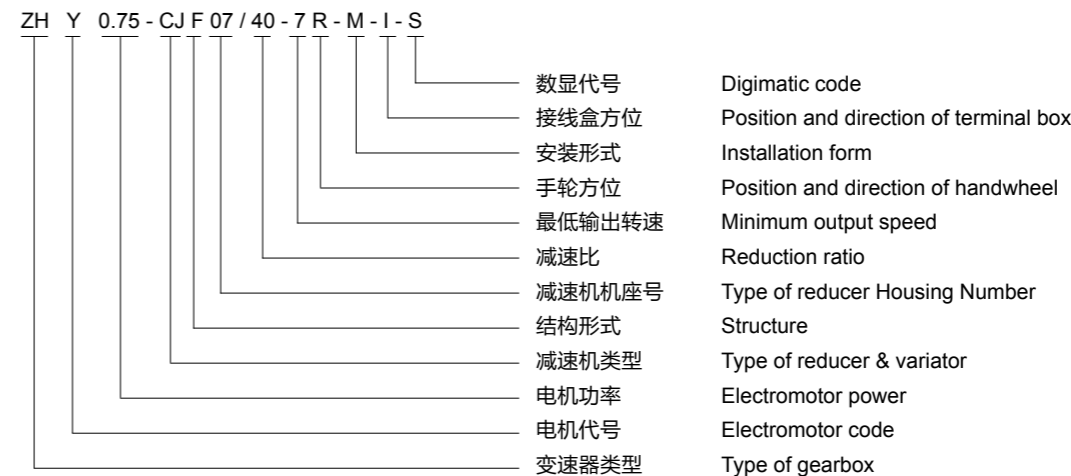 ZH Y 0.75 - CJ F 07 / 40 - 7 R - M - I - S
数显代号 Digimatic code
接线盒方位 Position and direction of terminal box
安装形式 Installation form
手轮方位 Position and direction of handwheel
最低输出转速 Minimum output speed
减速比 Reduction ratio
减速机机座号 Type of reducer Housing Number
结构形式 Structure
减速机类型 Type of reducer & variator
电机功率 Electromotor power
电机代号 Electromotor code
变速器类型 Type of gearbox